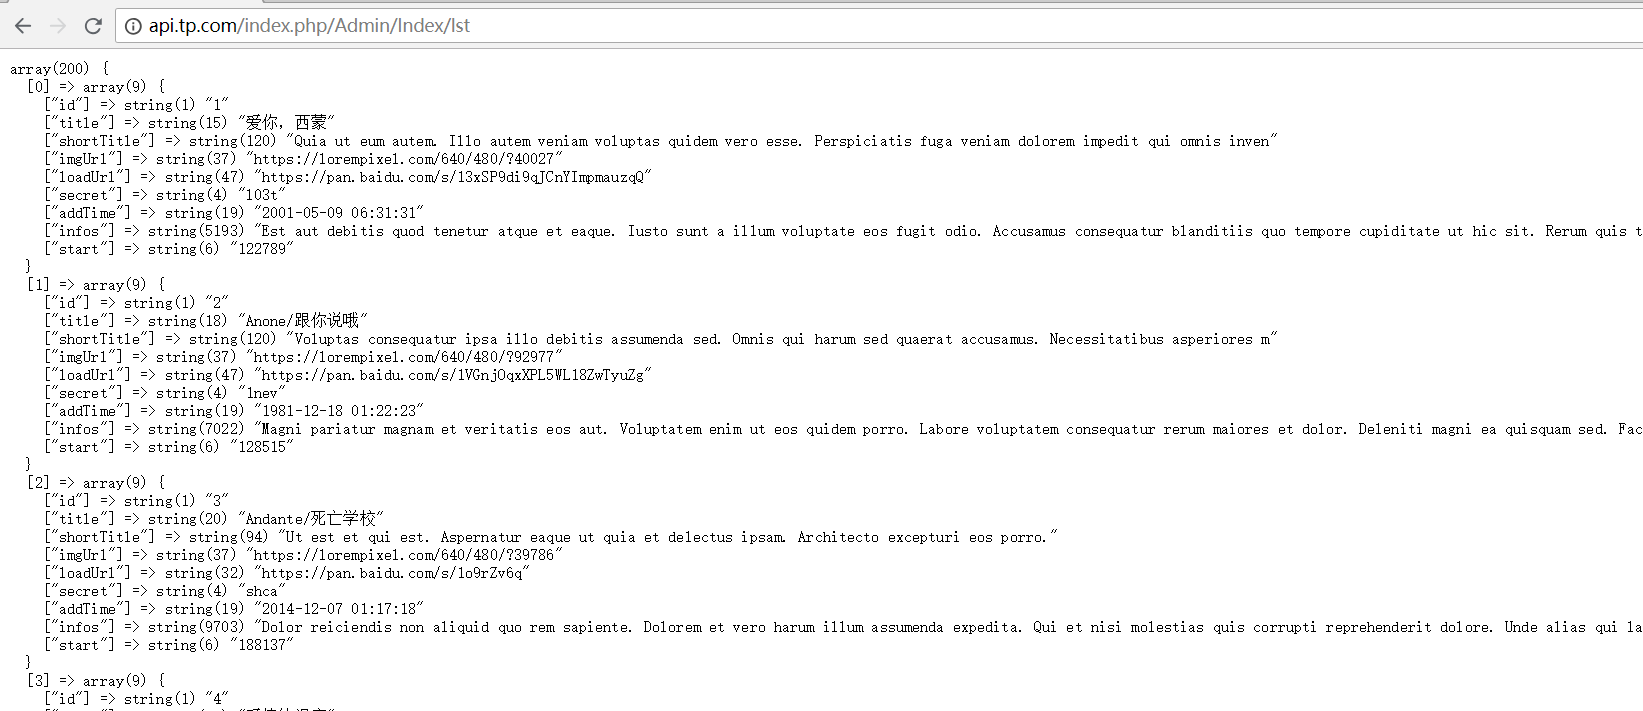 api.tp.com/index.php/Admin/Index/lst
array(200) {
[0] => array(9) {
["id"] => string(1) "1"
["title"] => string(15) "爱你，西蒙"
["shortTitle"] => string(120) "Quia ut eum autem. Illo autem veniam voluptas quidem vero esse. Perspiciatis fuga veniam dolorem impedit qui omnis inven"
["imgUrl"] => string(37) "https://lorempixel.com/640/480/?40027"
["loadUrl"] => string(47) "https://pan.baidu.com/s/13xSP9di9qJCnYImpmauzqQ"
["secret"] => string(4) "103t"
["addTime"] => string(19) "2001-05-09 06:31:31"
["infos"] => string(5193) "Est aut debitis quod tenetur atque et eaque. Iusto sunt a illum voluptate eos fugit odio. Accusamus consequatur blanditiis quo tempore cupiditate ut hic sit. Rerum quis t
["start"] => string(6) "122789"
}
[1] => array(9) {
["id"] => string(1) "2"
["title"] => string(18) "Anone/跟你说哦"
["shortTitle"] => string(120) "Voluptas consequatur ipsa illo debitis assumenda sed. Omnis qui harum sed quaerat accusamus. Necessitatibus asperiores m"
["imgUrl"] => string(37) "https://lorempixel.com/640/480/?92977"
["loadUrl"] => string(47) "https://pan.baidu.com/s/1VGnjOqxXPL5WL18ZwTyuZg"
["secret"] => string(4) "1nev"
["addTime"] => string(19) "1981-12-18 01:22:23"
["infos"] => string(7022) "Magni pariatur magnam et veritatis eos aut. Voluptatem enim ut eos quidem porro. Labore voluptatem consequatur rerum maiores et dolor. Deleniti magni ea quisquam sed. Fac
["start"] => string(6) "128515"
}
[2] => array(9) {
["id"] => string(1) "3"
["title"] => string(20) "Andante/死亡学校"
["shortTitle"] => string(94) "Ut est et qui est. Aspernatur eaque ut quia et delectus ipsam. Architecto excepturi eos porro."
["imgUrl"] => string(37) "https://lorempixel.com/640/480/?39786"
["loadUrl"] => string(32) "https://pan.baidu.com/s/1o9rZv6q"
["secret"] => string(4) "shca"
["addTime"] => string(19) "2014-12-07 01:17:18"
["infos"] => string(9703) "Dolor reiciendis non aliquid quo rem sapiente. Dolorem et vero harum illum assumenda expedita. Qui et nisi molestias quis corrupti reprehenderit dolore. Unde alias qui la
["start"] => string(6) "188137"
}
[3] => array(9) {
["id"] => string(1) "4"